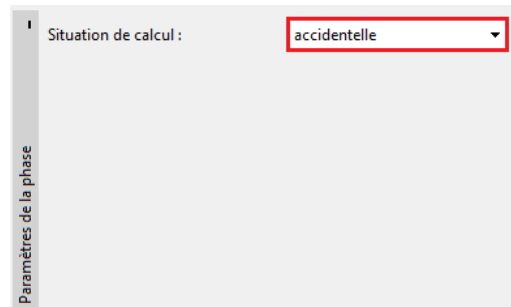 Situation de calcul :
accidentelle
Paramètres de la phase